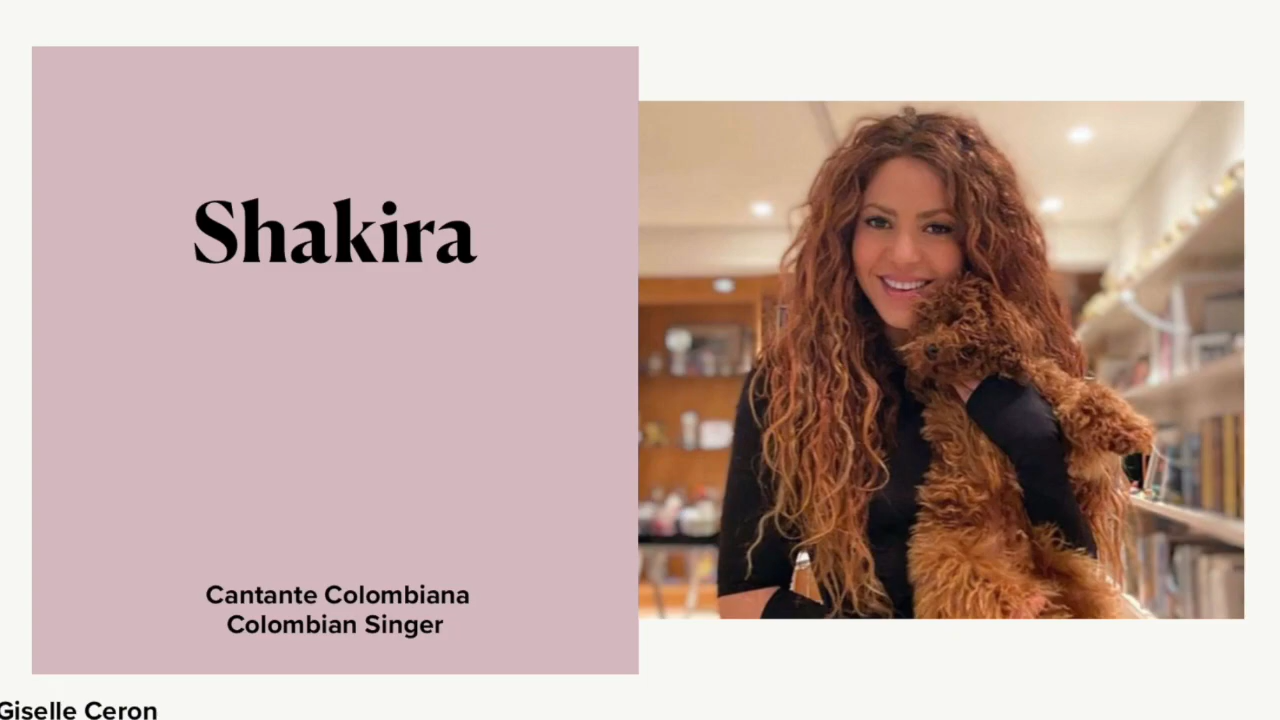 Shakira
Cantante Colombiana
Colombian Singer
Giselle Ceron